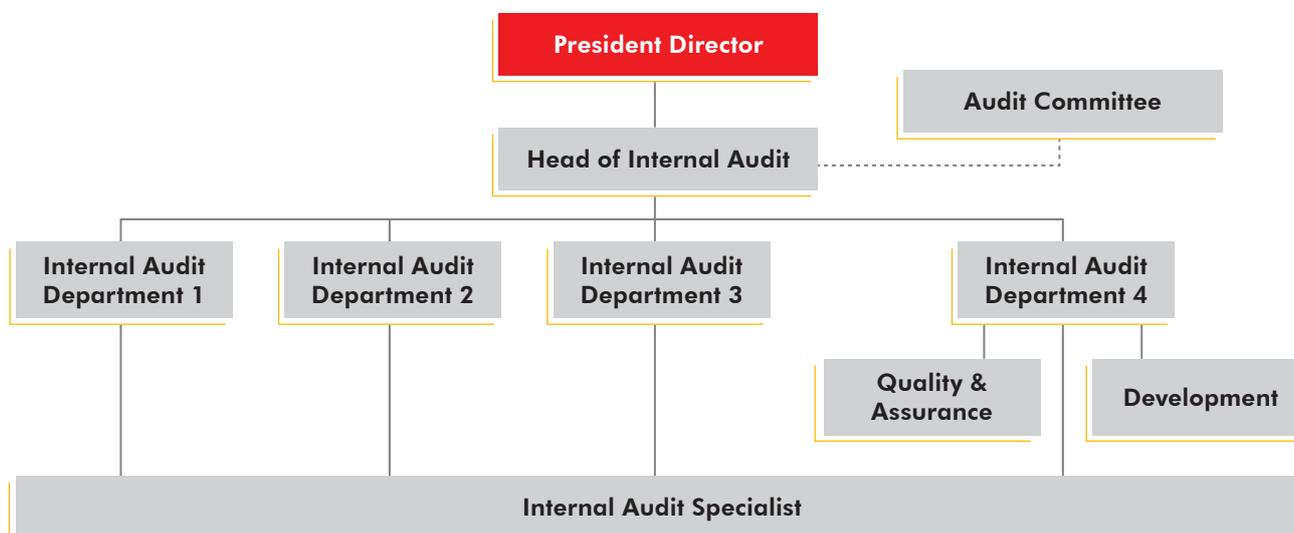 President Director
Audit Committee
Head of Internal Audit
Internal Audit
Department 1
Internal Audit
Department 2
Internal Audit
Department 3
Internal Audit
Department 4
Quality &
Assurance
Development
Internal Audit Specialist